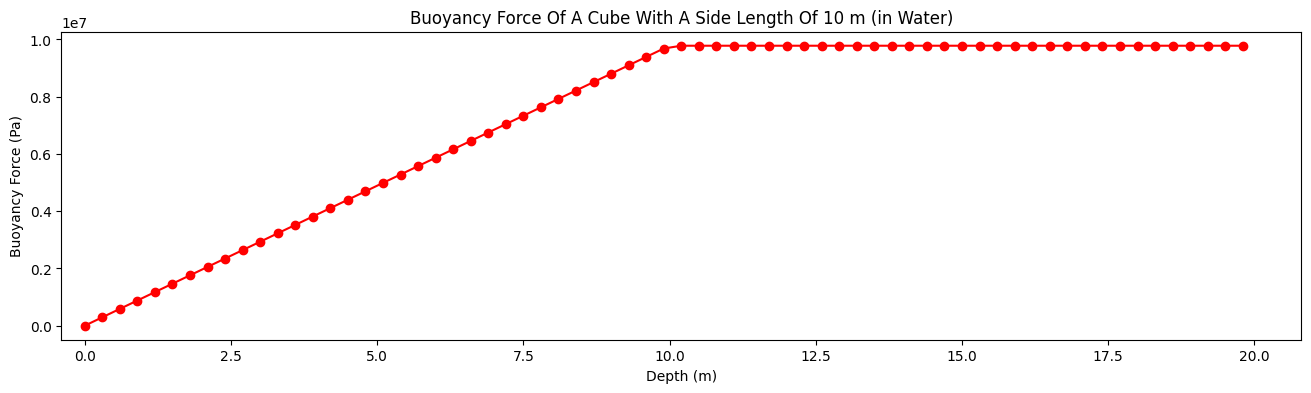 Buoyancy Force Of A Cube With A Side Length Of 10 m (in Water)
1e7
1.0
0.8
0.6
0.4
0.2
0.0
Buoyancy Force (Pa)
0.0 2.5 5.0 7.5 10.0 12.5 15.0 17.5 20.0
Depth (m)